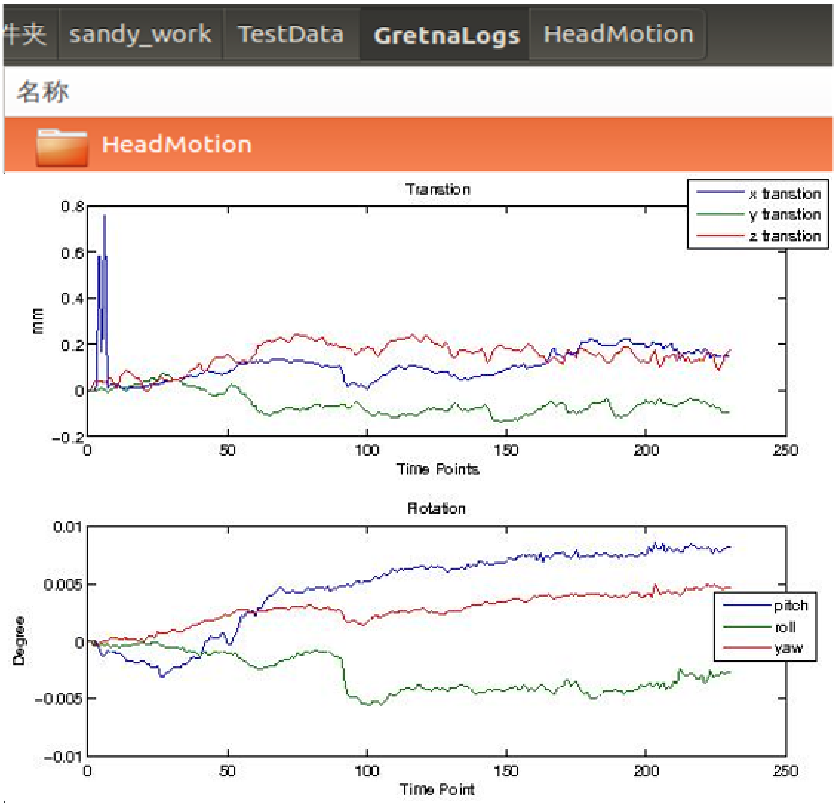 件夹 sandy_work TestData GretnaLogs HeadMotion
名称
HeadMotion
Transtion
x transtion
y transtion
z transtion
0.8
0.6
0.4
0.2
0
-0.2
mm
0 50 100 150 200 250
Time Points
Rotation
0.01
0.005
0
-0.005
-0.01
Degree
pitch
roll
yaw
0 50 100 150 200 250
Time Point